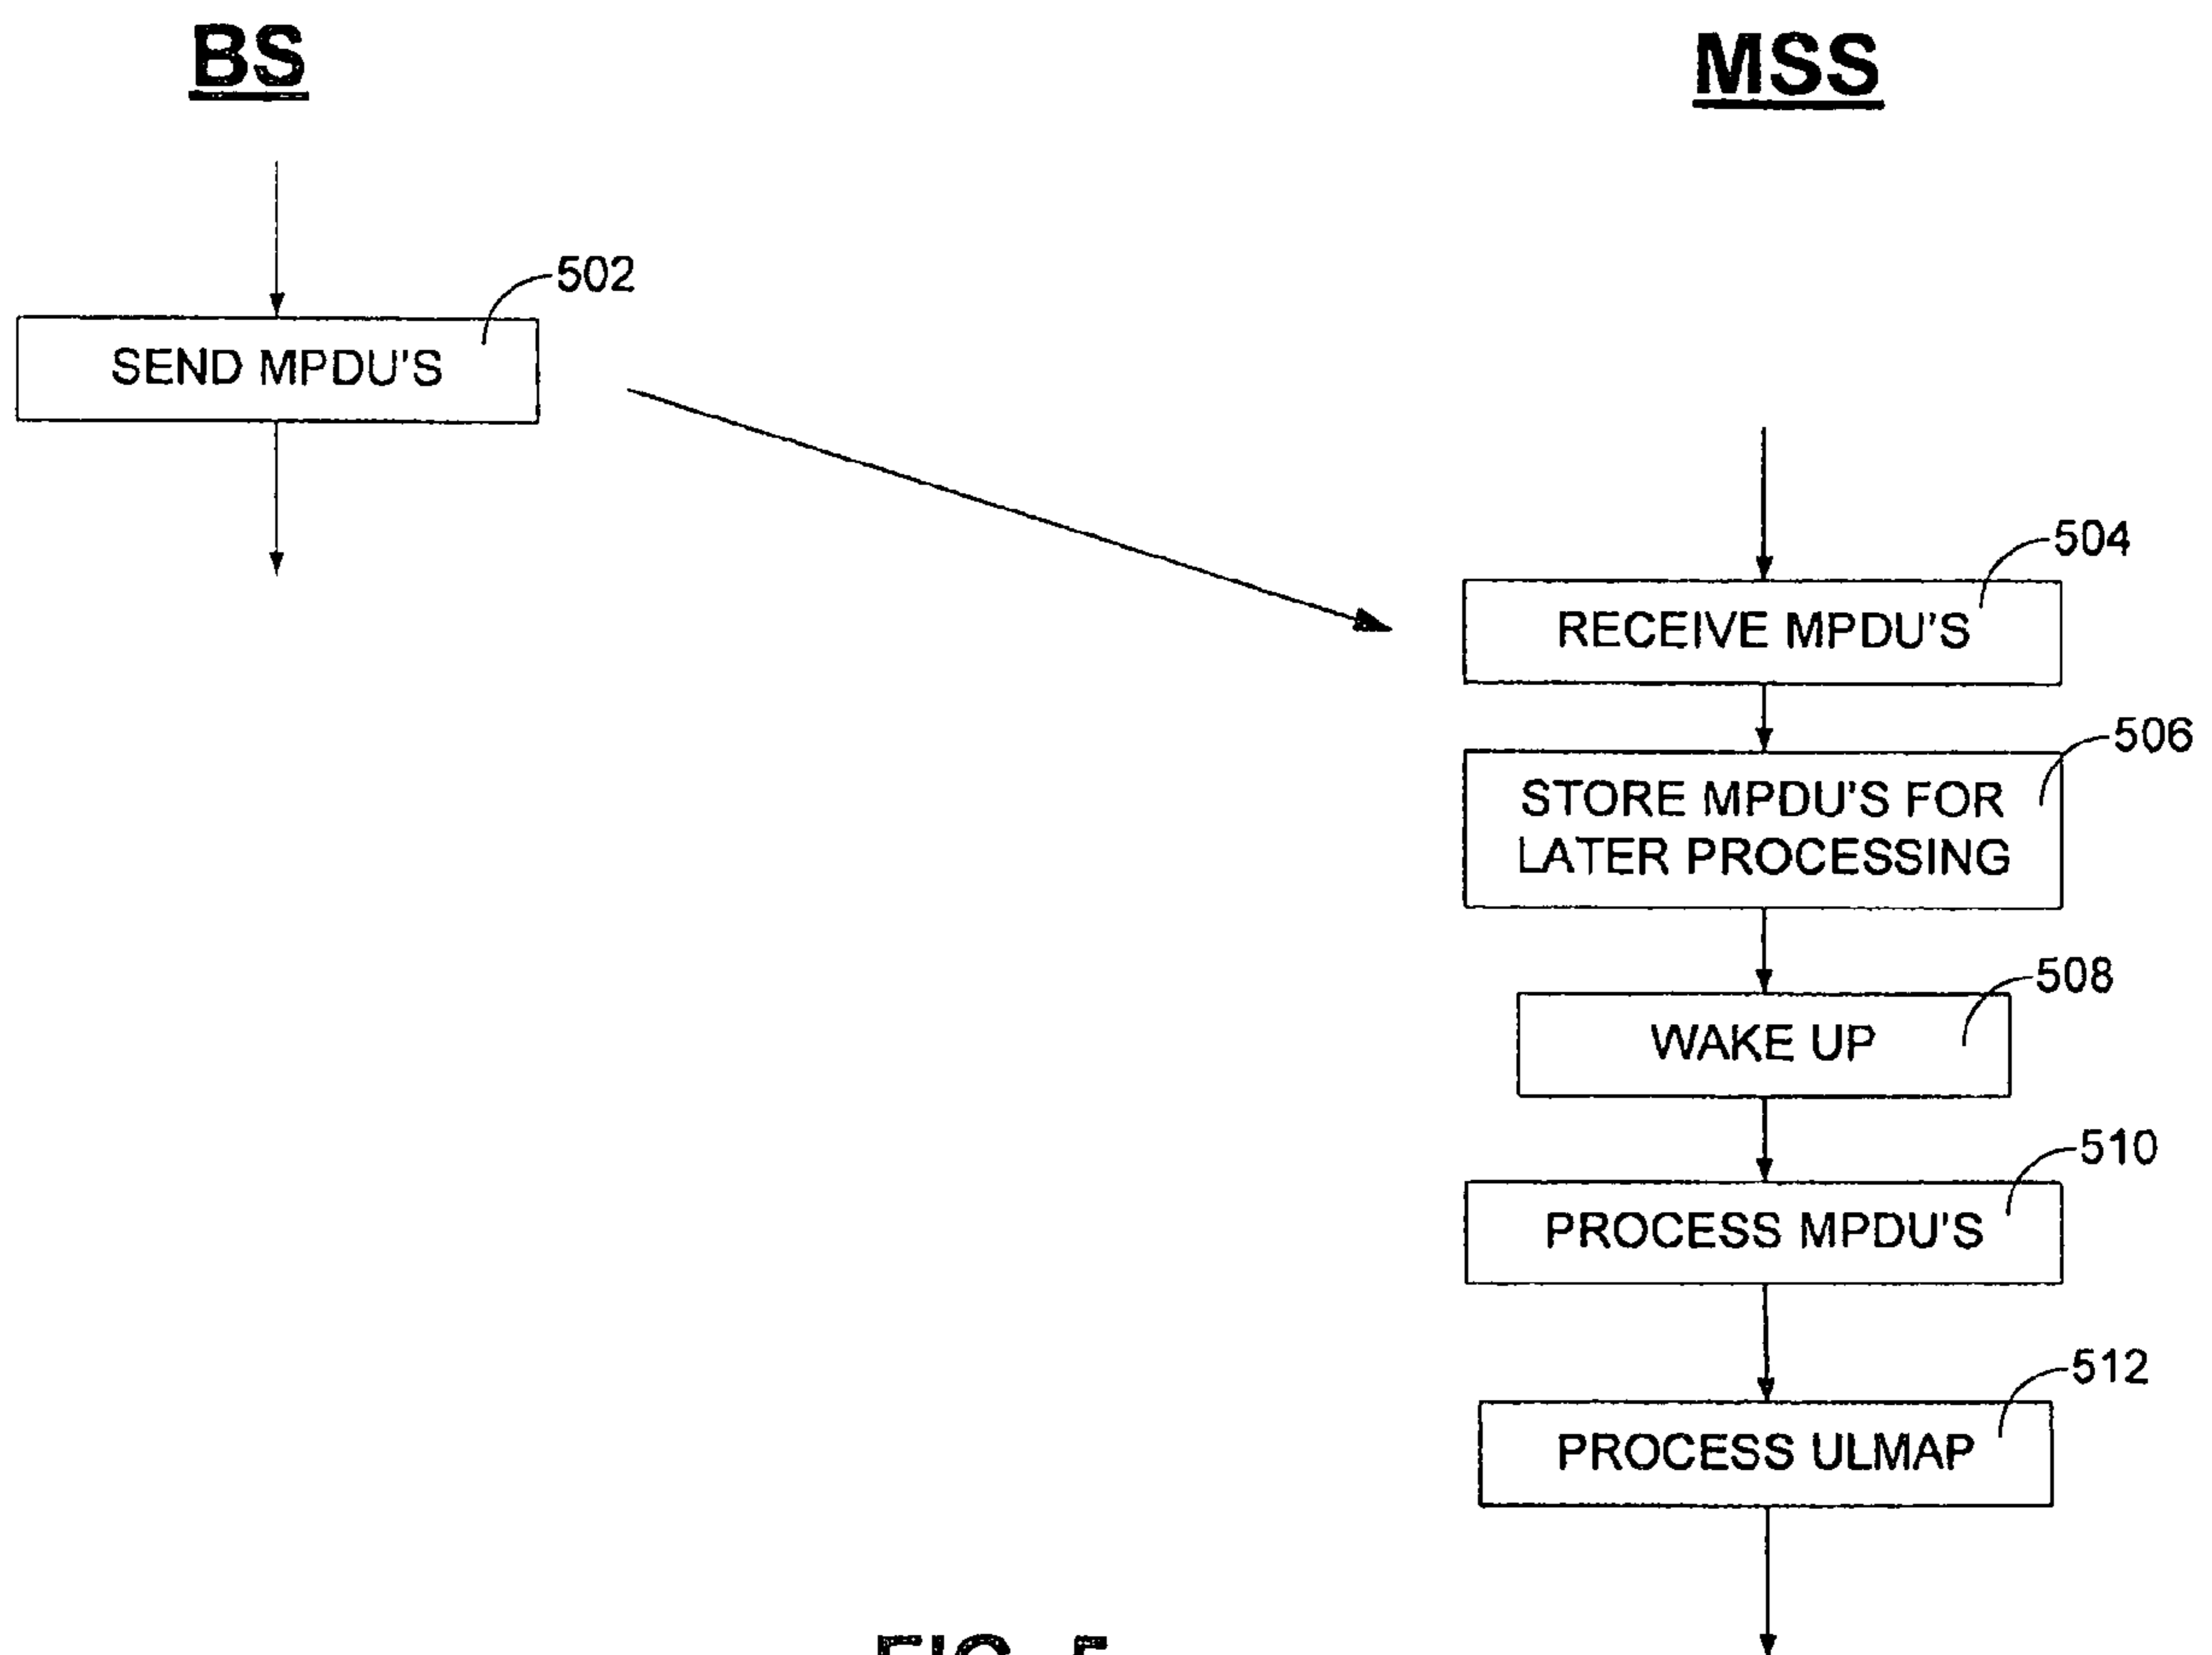 BS
MSS
502
SEND MPDU'S
504
RECEIVE MPDU'S
506
STORE MPDU'S FOR
LATER PROCESSING
508
WAKE UP
510
PROCESS MPDU'S
512
PROCESS ULMAP